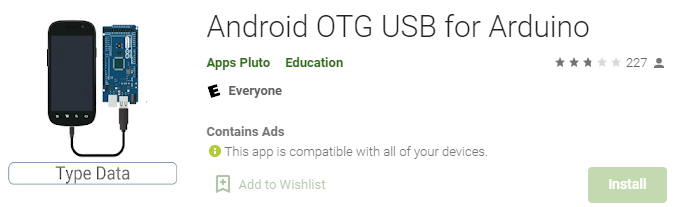 Android OTG USB for Arduino
Apps Pluto Education
227
E Everyone
Contains Ads
This app is compatible with all of your devices.
Add to Wishlist
Install
Type Data